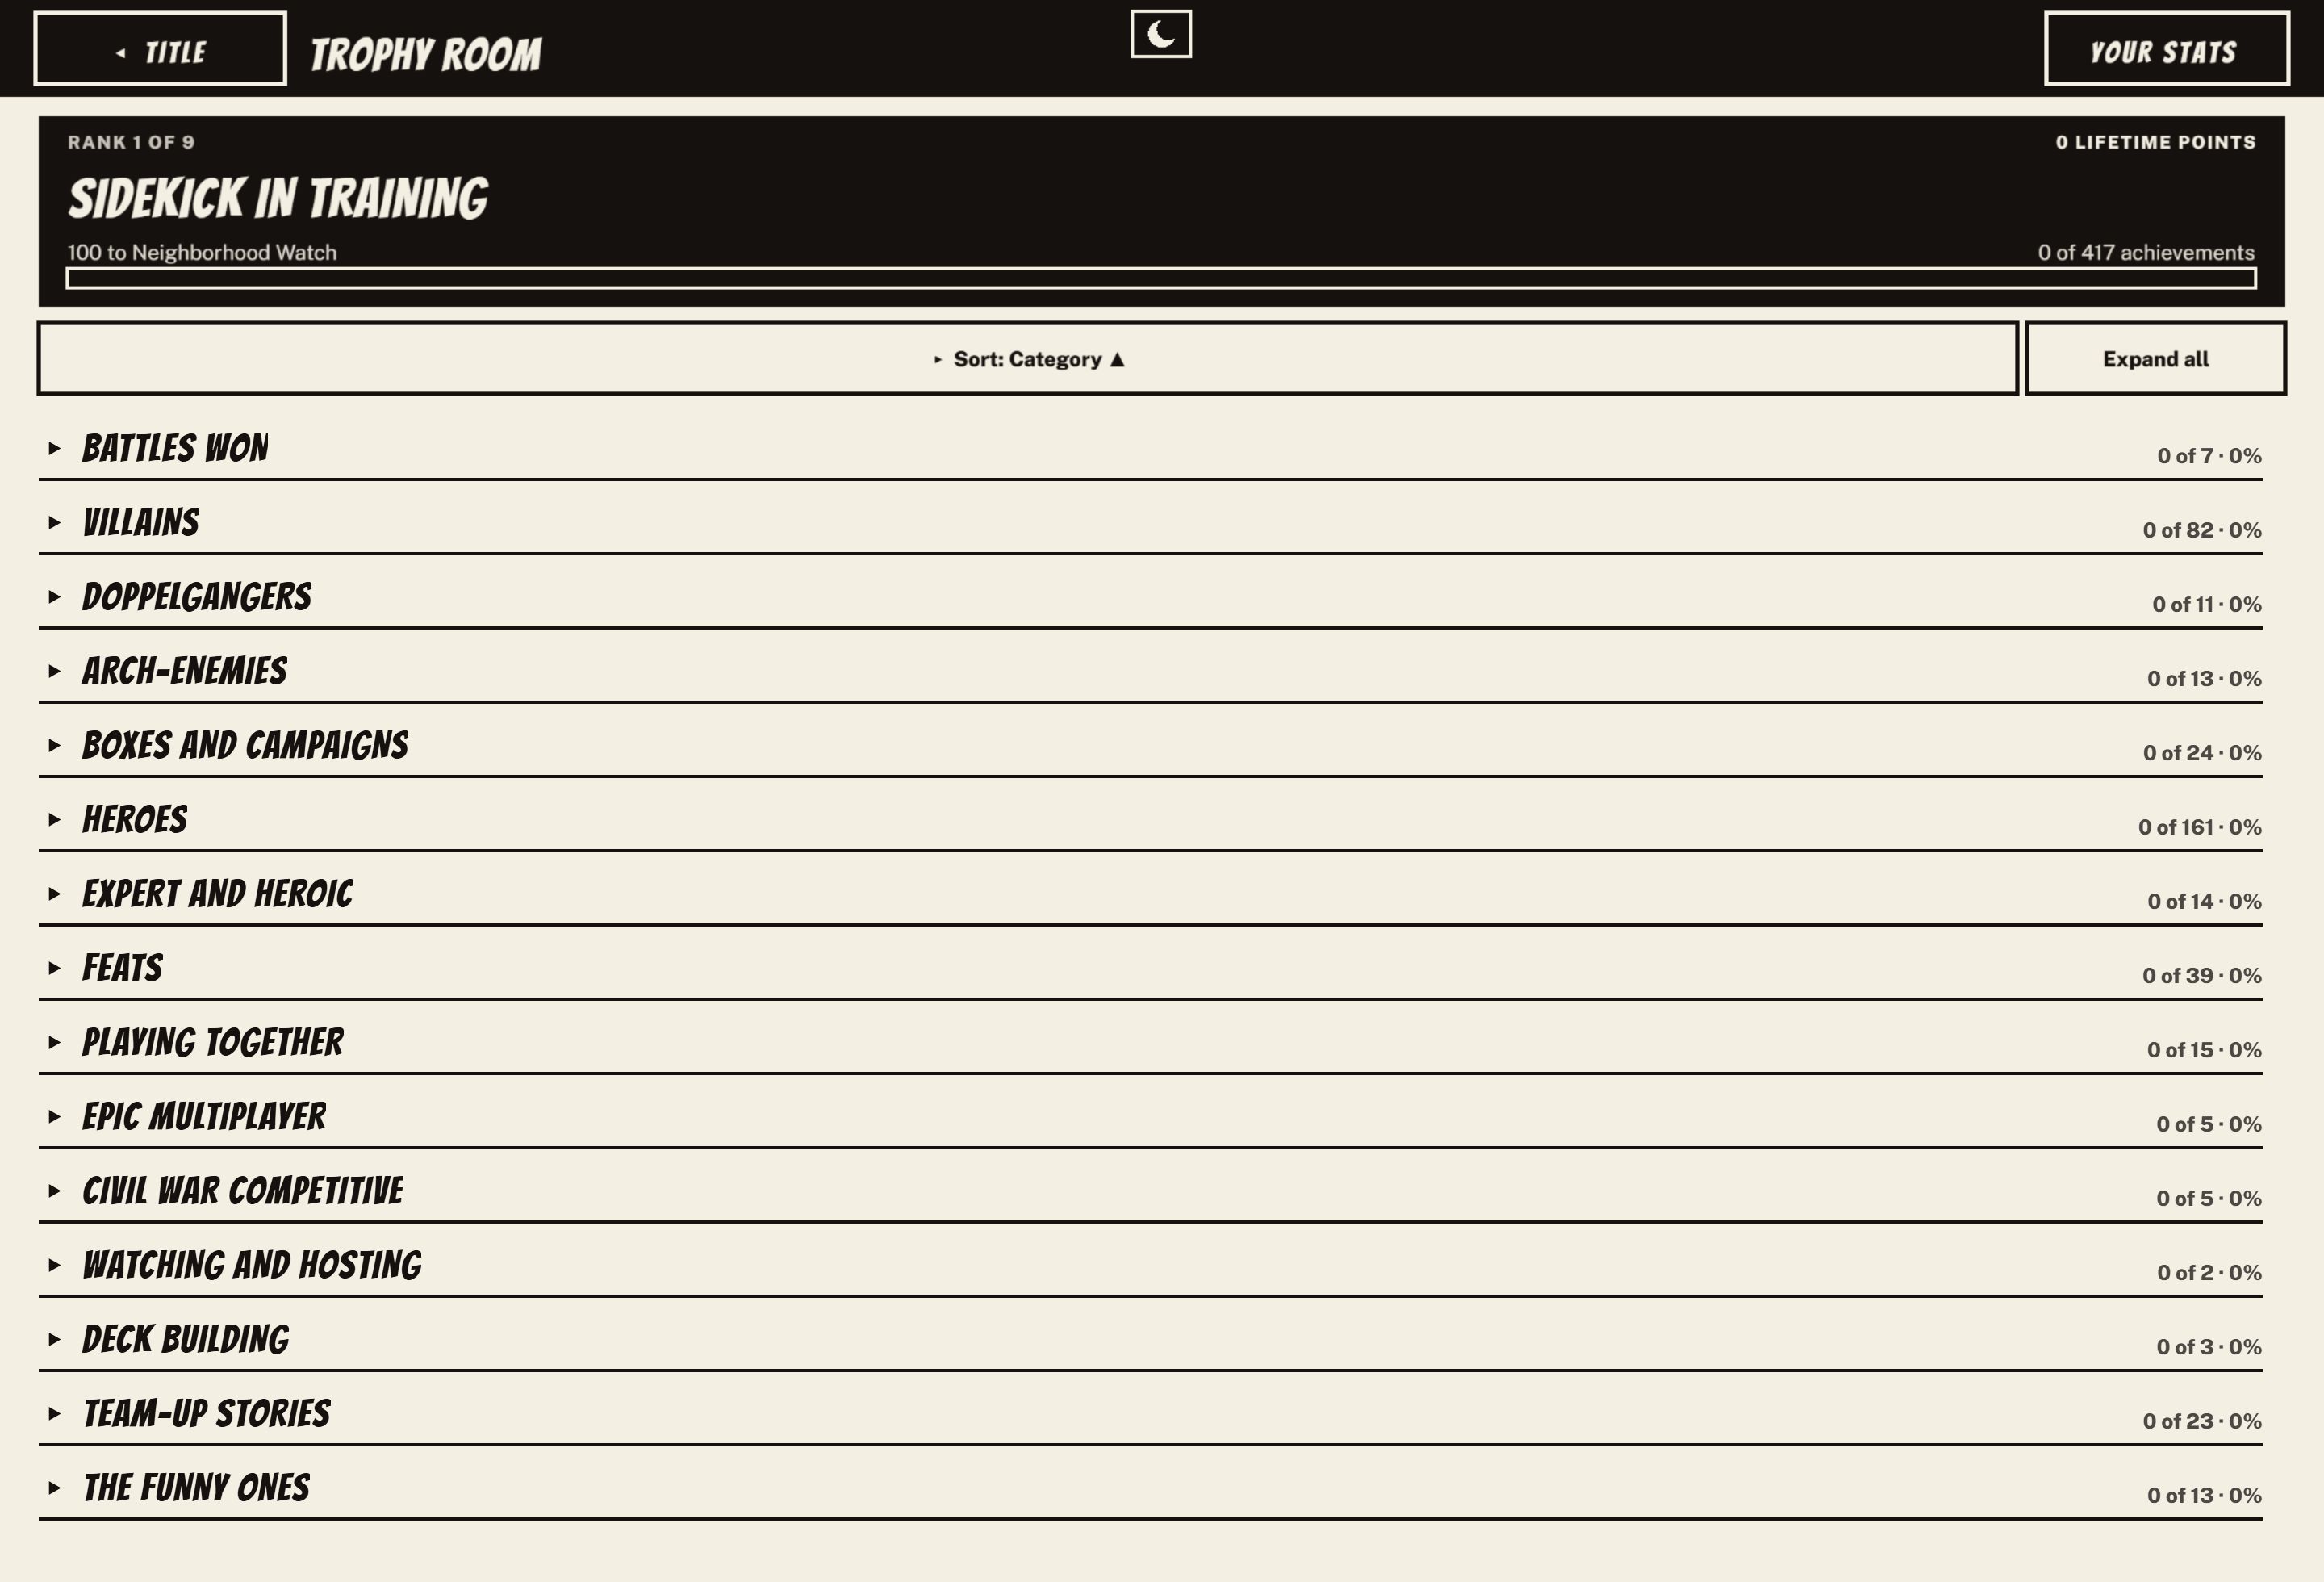 ◂ TITLE
TROPHY ROOM
YOUR STATS
RANK 1 OF 9
0 LIFETIME POINTS
SIDEKICK IN TRAINING
100 to Neighborhood Watch
0 of 417 achievements
▸ Sort: Category ▲
Expand all
▸ BATTLES WON 0 of 7 · 0%
▸ VILLAINS 0 of 82 · 0%
▸ DOPPELGANGERS 0 of 11 · 0%
▸ ARCH-ENEMIES 0 of 13 · 0%
▸ BOXES AND CAMPAIGNS 0 of 24 · 0%
▸ HEROES 0 of 161 · 0%
▸ EXPERT AND HEROIC 0 of 14 · 0%
▸ FEATS 0 of 39 · 0%
▸ PLAYING TOGETHER 0 of 15 · 0%
▸ EPIC MULTIPLAYER 0 of 5 · 0%
▸ CIVIL WAR COMPETITIVE 0 of 5 · 0%
▸ WATCHING AND HOSTING 0 of 2 · 0%
▸ DECK BUILDING 0 of 3 · 0%
▸ TEAM-UP STORIES 0 of 23 · 0%
▸ THE FUNNY ONES 0 of 13 · 0%